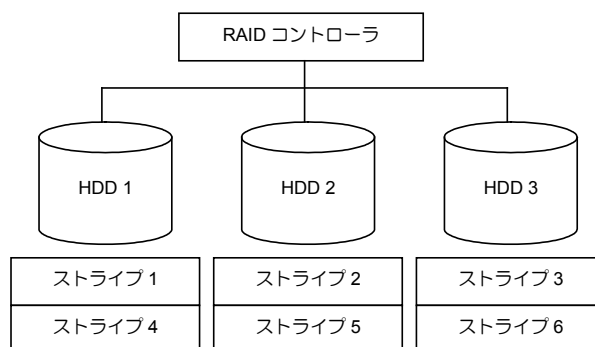 RAID コントローラ
HDD 1
HDD 2
HDD 3
ストライプ 1
ストライプ 2
ストライプ 3
ストライプ 4
ストライプ 5
ストライプ 6